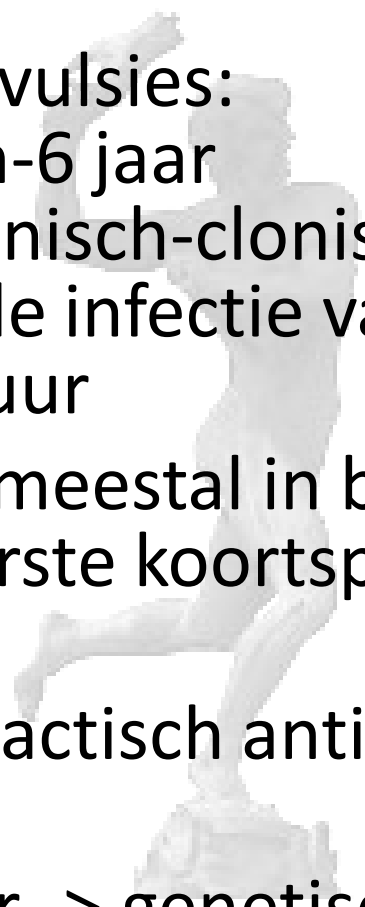 vulsies:
-6 jaar
nisch-clonis
le infectie va
uur
meestal in b
rste koortsp
actisch anti
r -> genetisc